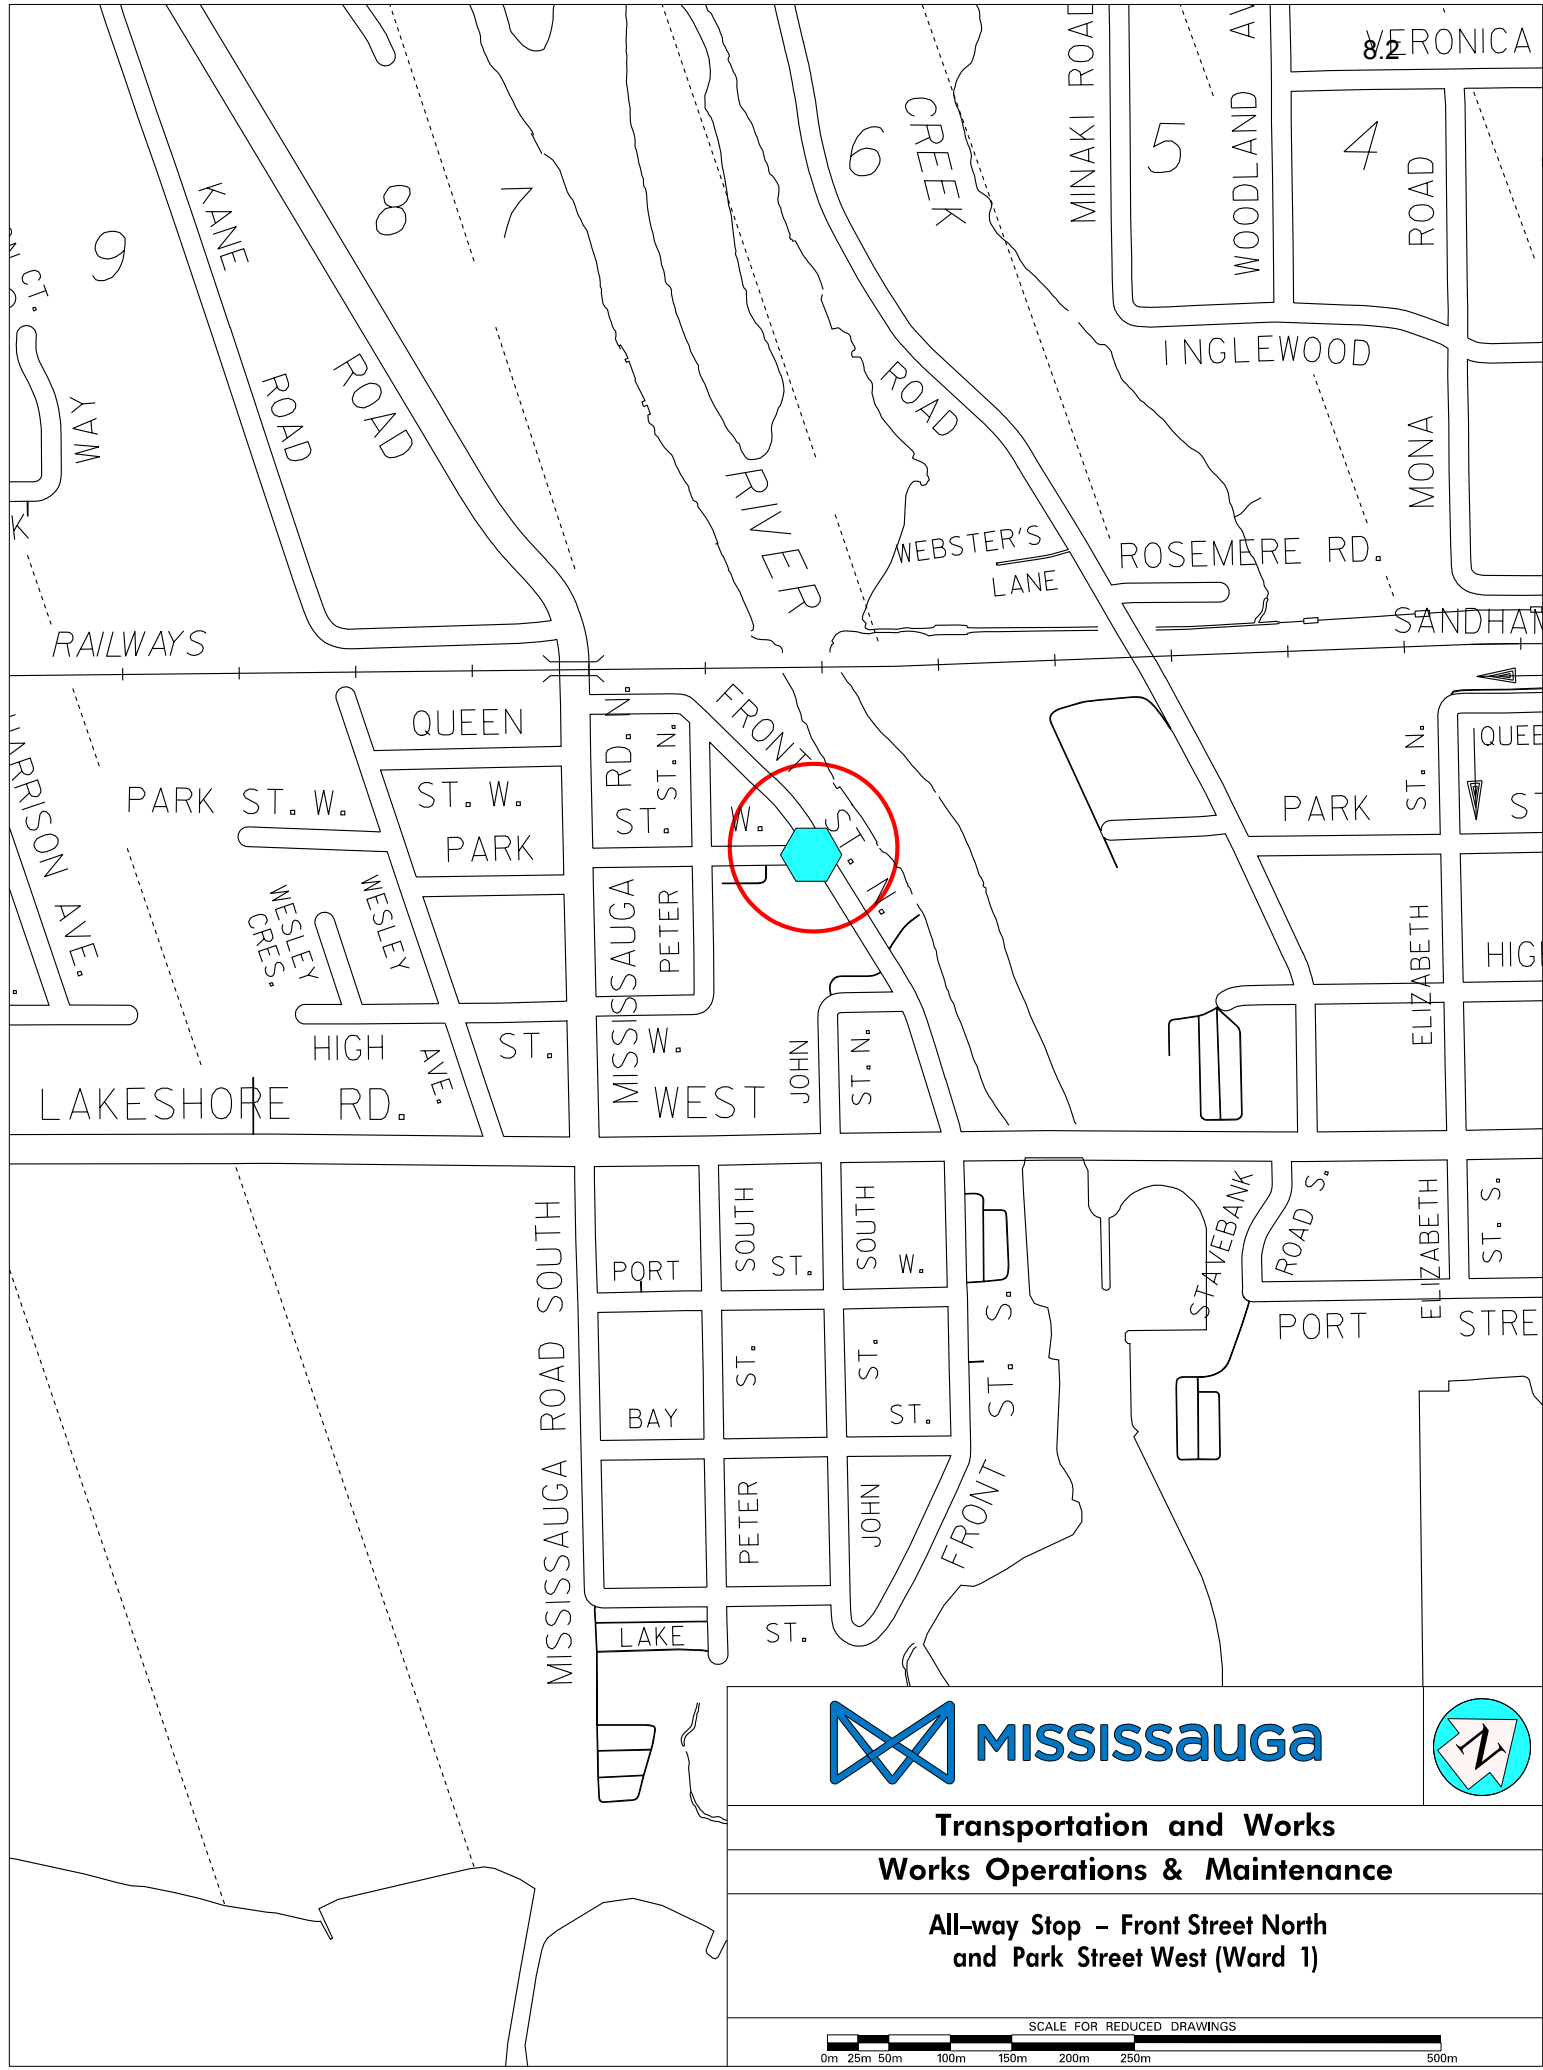 8.2
VERONICA
MINAKI ROAD
WOODLAND AV
CREEK
6
5
4
ROAD
KANE
8
7
9
CT.
ROAD
ROAD
ROAD
INGLEWOOD
WAY
MONA
RIVER
WEBSTER'S
LANE
ROSEMERE RD.
RAILWAYS
SANDHAM
QUEEN
RD. N.
ST. N.
FRONT
ST. N.
QUEE
PARK ST. W.
ST. W.
ST.
W.
ST. N.
PARK
ST
PARK
HARRISON AVE.
WESLEY
CRES.
WESLEY
AVE.
MISSISSAUGA
PETER
ELIZABETH
HIGH
HIGH
ST.
W.
JOHN
ST. N.
LAKESHORE RD.
WEST
MISSISSAUGA ROAD SOUTH
SOUTH
ST.
SOUTH
W.
PORT
STAVEBANK
ROAD S.
ELIZABETH
ST. S.
ST. S.
PORT
STRE
ST.
ST.
BAY
ST.
PETER
JOHN
FRONT
LAKE
ST.
MISSISSAUGA
N
Transportation and Works
Works Operations & Maintenance
All-way Stop - Front Street North
and Park Street West (Ward 1)
SCALE FOR REDUCED DRAWINGS
0m 25m 50m 100m 150m 200m 250m 500m